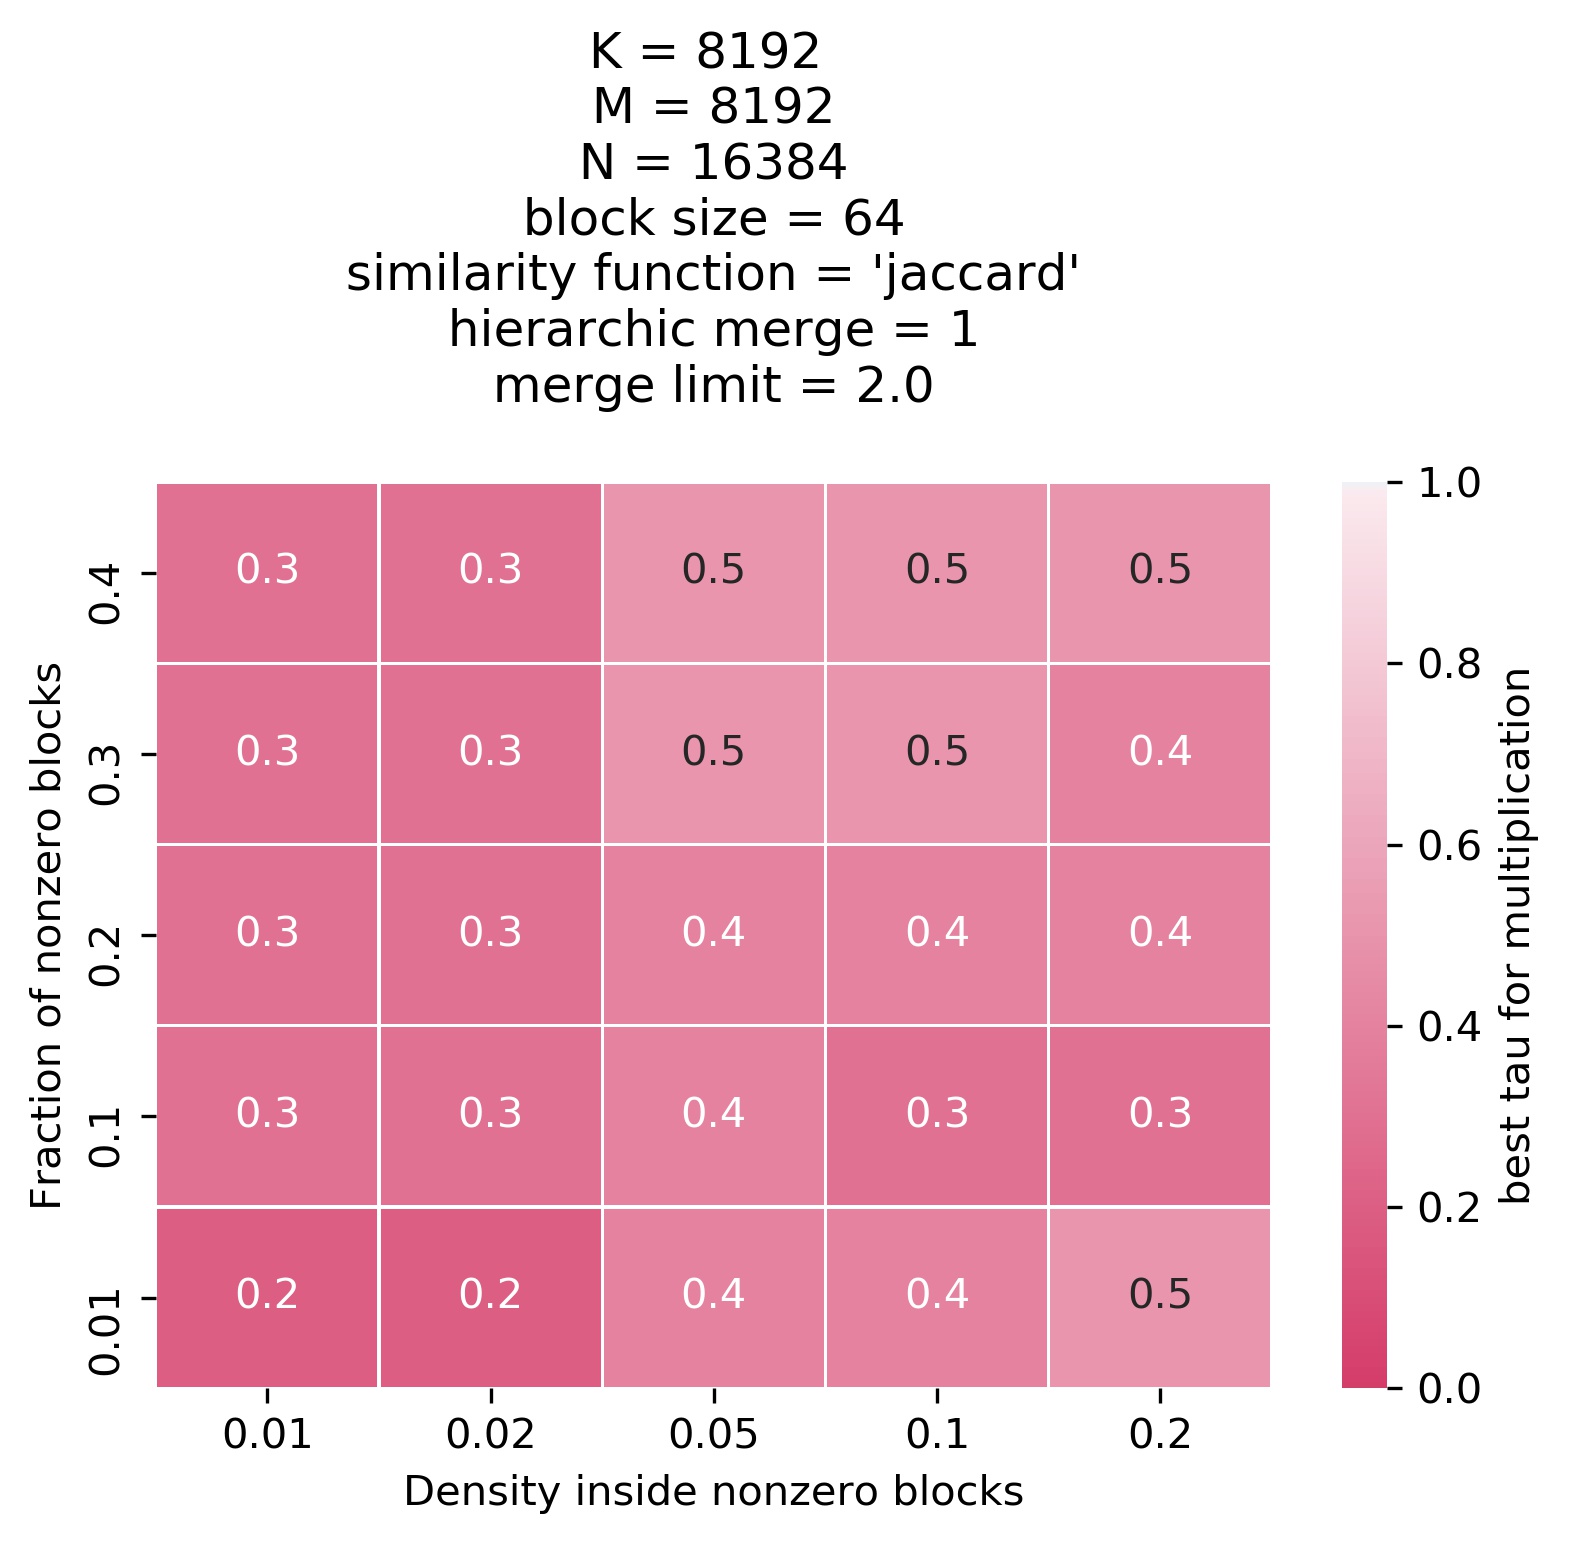 K = 8192
M = 8192
N = 16384
block size = 64
similarity function = 'jaccard'
hierarchic merge = 1
merge limit = 2.0
1.0
0.4 0.3 0.3 0.5 0.5 0.5
0.8
0.3 0.3 0.3 0.5 0.5 0.4
0.6
0.2 0.3 0.3 0.4 0.4 0.4
0.4
0.1 0.3 0.3 0.4 0.3 0.3
0.2
0.01 0.2 0.2 0.4 0.4 0.5
0.0
0.01 0.02 0.05 0.1 0.2
Density inside nonzero blocks
Fraction of nonzero blocks
best tau for multiplication